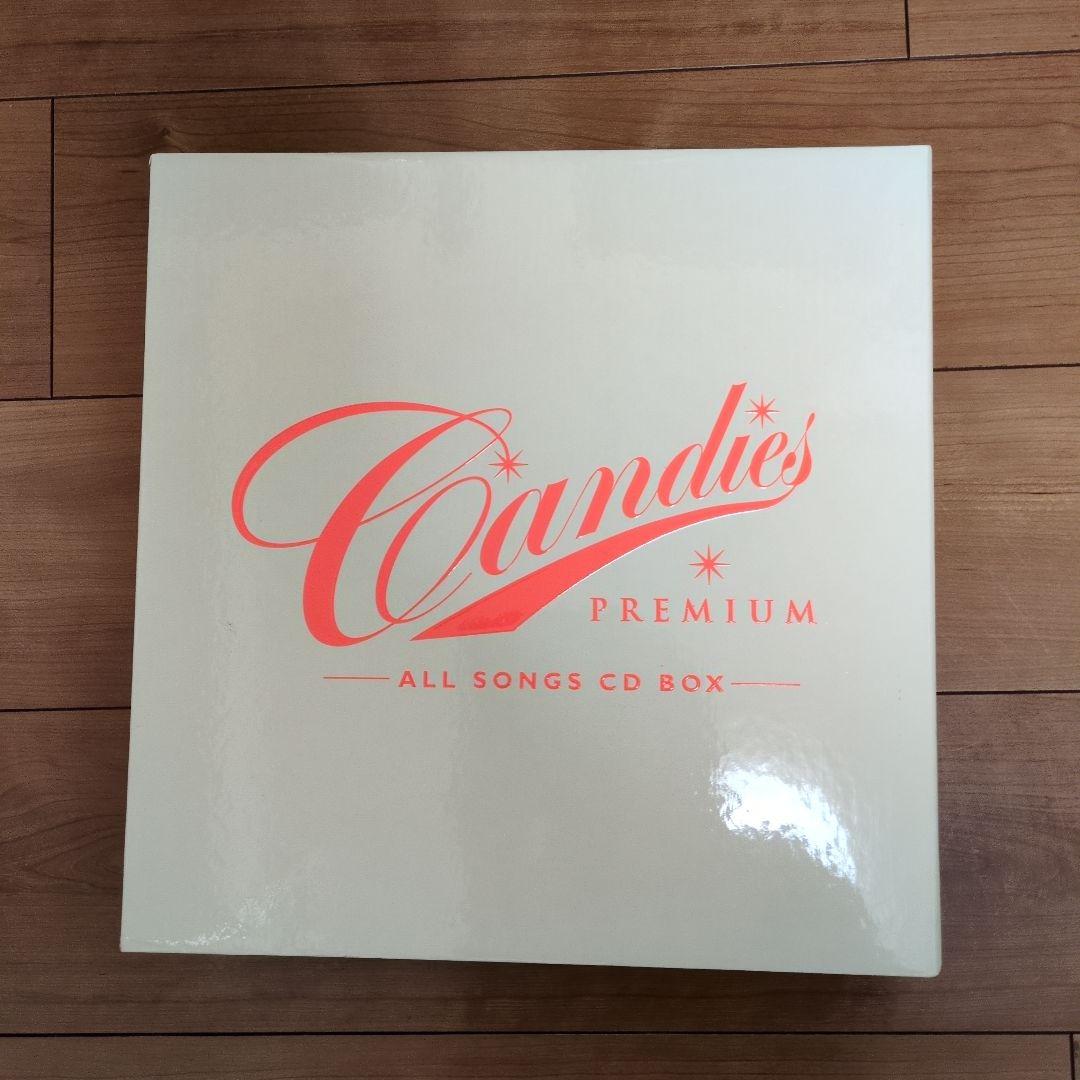 Candies
PREMIUM
ALL SONGS CD BOX